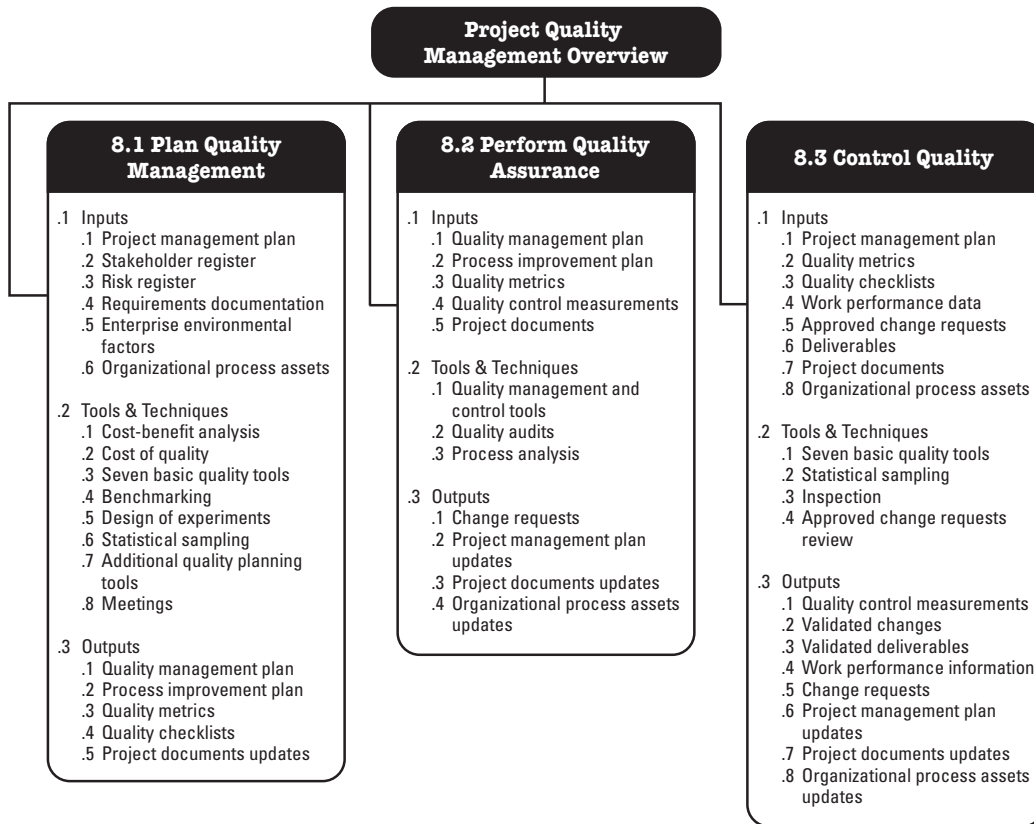 Project Quality
Management Overview
8.1 Plan Quality
Management
.1 Inputs
.1 Project management plan
.2 Stakeholder register
.3 Risk register
.4 Requirements documentation
.5 Enterprise environmental
factors
.6 Organizational process assets
.2 Tools & Techniques
.1 Cost-benefit analysis
.2 Cost of quality
.3 Seven basic quality tools
.4 Benchmarking
.5 Design of experiments
.6 Statistical sampling
.7 Additional quality planning
tools
.8 Meetings
.3 Outputs
.1 Quality management plan
.2 Process improvement plan
.3 Quality metrics
.4 Quality checklists
.5 Project documents updates
8.2 Perform Quality
Assurance
.1 Inputs
.1 Quality management plan
.2 Process improvement plan
.3 Quality metrics
.4 Quality control measurements
.5 Project documents
.2 Tools & Techniques
.1 Quality management and
control tools
.2 Quality audits
.3 Process analysis
.3 Outputs
.1 Change requests
.2 Project management plan
updates
.3 Project documents updates
.4 Organizational process assets
updates
8.3 Control Quality
.1 Inputs
.1 Project management plan
.2 Quality metrics
.3 Quality checklists
.4 Work performance data
.5 Approved change requests
.6 Deliverables
.7 Project documents
.8 Organizational process assets
.2 Tools & Techniques
.1 Seven basic quality tools
.2 Statistical sampling
.3 Inspection
.4 Approved change requests
review
.3 Outputs
.1 Quality control measurements
.2 Validated changes
.3 Validated deliverables
.4 Work performance information
.5 Change requests
.6 Project management plan
updates
.7 Project documents updates
.8 Organizational process assets
updates